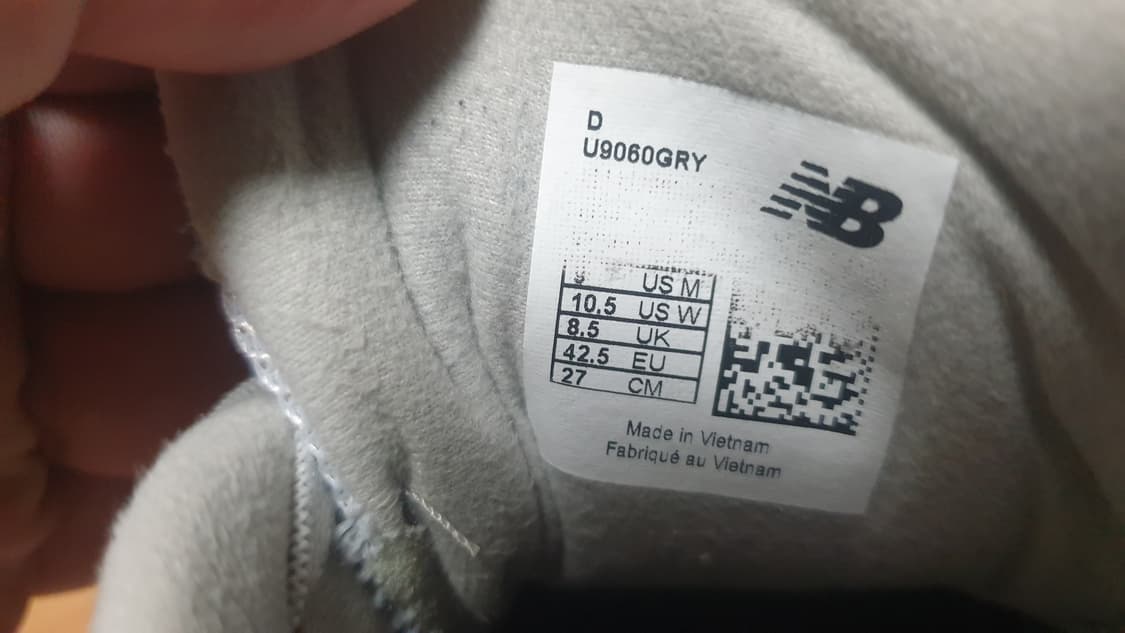 D
U9060GRY
NB
US M
10.5 US W
8.5 UK
42.5 EU
27 CM
Made in Vietnam
Fabriqué au Vietnam